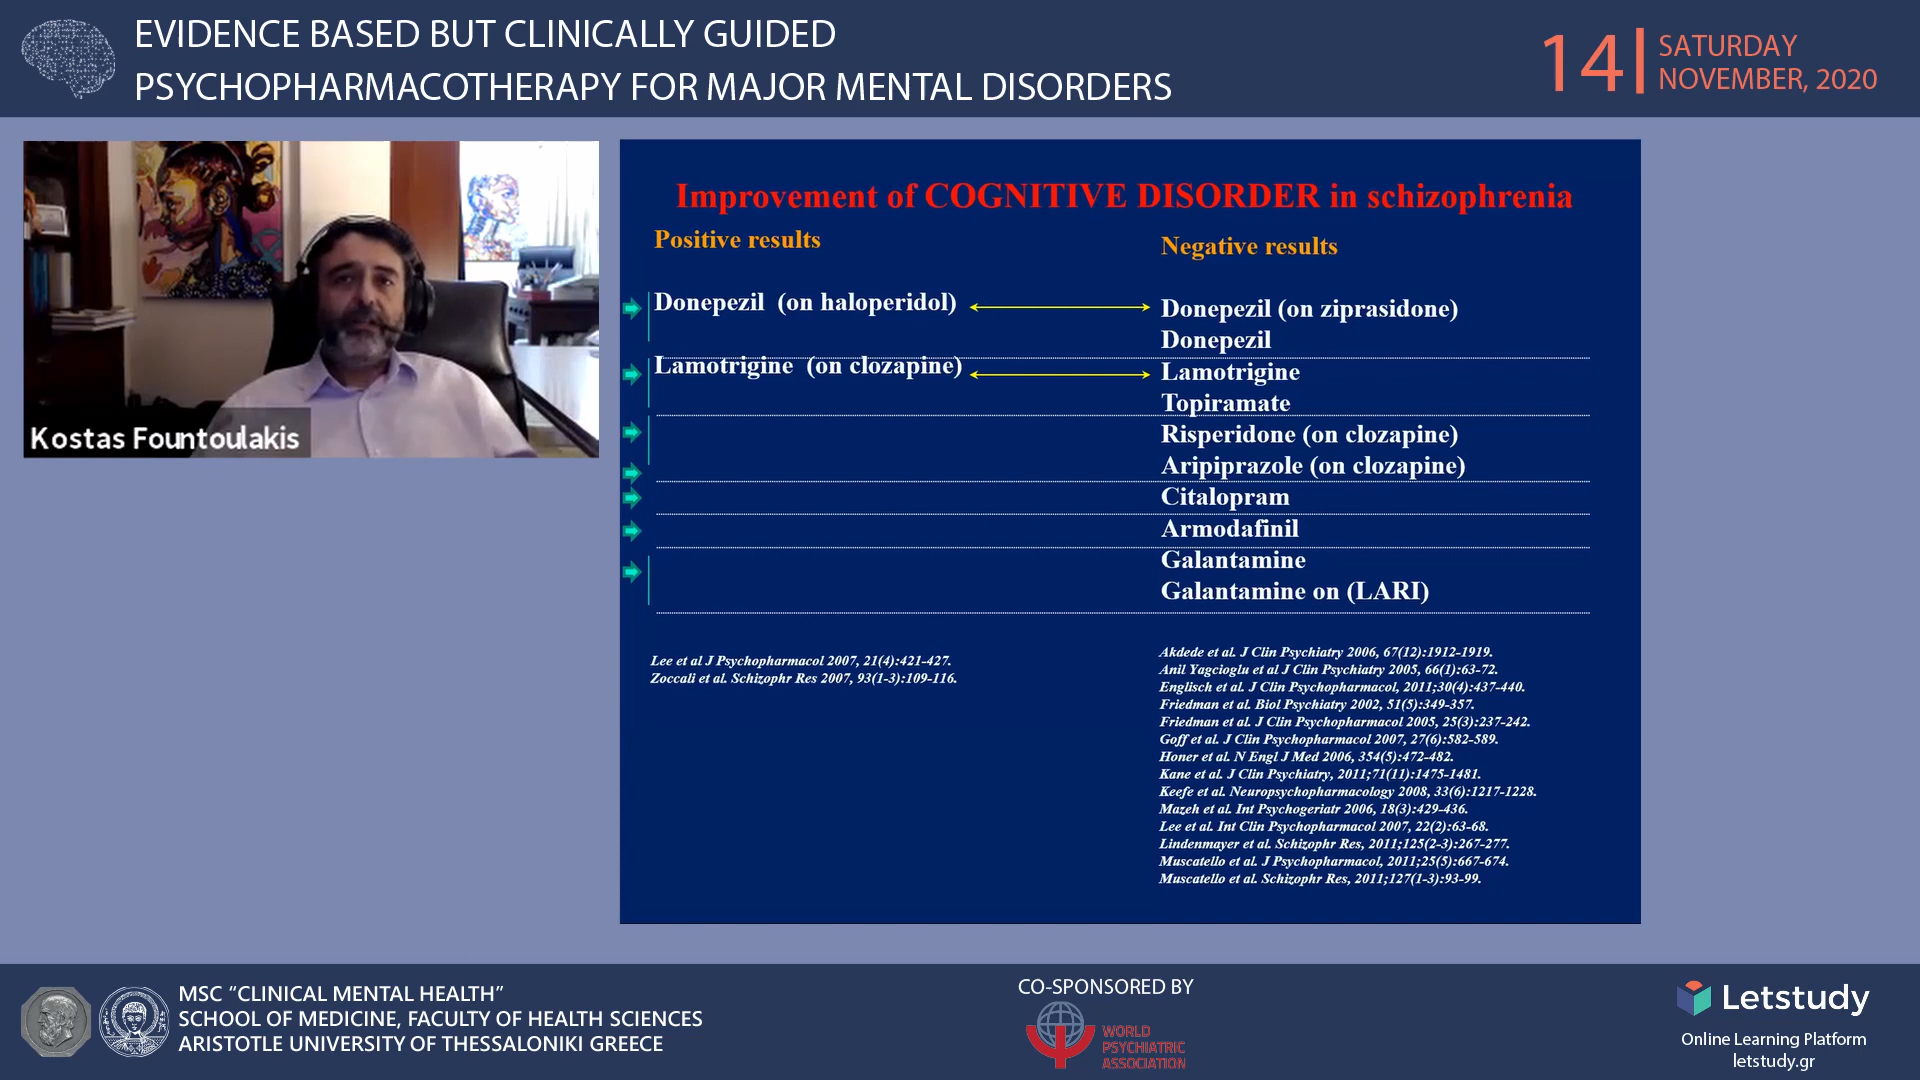 EVIDENCE BASED BUT CLINICALLY GUIDED
PSYCHOPHARMACOTHERAPY FOR MAJOR MENTAL DISORDERS
14
SATURDAY
NOVEMBER, 2020
Kostas Fountoulakis
Improvement of COGNITIVE DISORDER in schizophrenia
Positive results
Donepezil (on haloperidol)
Lamotrigine (on clozapine)
Lee et al J Psychopharmacol 2007, 21(4):421-427.
Zoccali et al. Schizophr Res 2007, 93(1-3):109-116.
Negative results
Donepezil (on ziprasidone)
Donepezil
Lamotrigine
Topiramate
Risperidone (on clozapine)
Aripiprazole (on clozapine)
Citalopram
Armodafinil
Galantamine
Galantamine on (LARI)
Akdede et al. J Clin Psychiatry 2006, 67(12):1912-1919.
Anil Yagcioglu et al J Clin Psychiatry 2005, 66(1):63-72.
Englisch et al. J Clin Psychopharmacol, 2011;30(4):437-440.
Friedman et al. Biol Psychiatry 2002, 51(5):349-357.
Friedman et al. J Clin Psychopharmacol 2005, 25(3):237-242.
Goff et al. J Clin Psychopharmacol 2007, 27(6):582-589.
Honer et al. N Engl J Med 2006, 354(5):472-482.
Kane et al. J Clin Psychiatry, 2011;71(11):1475-1481.
Keefe et al. Neuropsychopharmacology 2008, 33(6):1217-1228.
Mazeh et al. Int Psychogeriatr 2006, 18(3):429-436.
Lee et al. Int Clin Psychopharmacol 2007, 22(2):63-68.
Lindenmayer et al. Schizophr Res, 2011;125(2-3):267-277.
Muscatello et al. J Psychopharmacol, 2011;25(5):667-674.
Muscatello et al. Schizophr Res, 2011;127(1-3):93-99.
MSC “CLINICAL MENTAL HEALTH”
SCHOOL OF MEDICINE, FACULTY OF HEALTH SCIENCES
ARISTOTLE UNIVERSITY OF THESSALONIKI GREECE
CO-SPONSORED BY
WORLD
PSYCHIATRIC
ASSOCIATION
Letstudy
Online Learning Platform
letstudy.gr